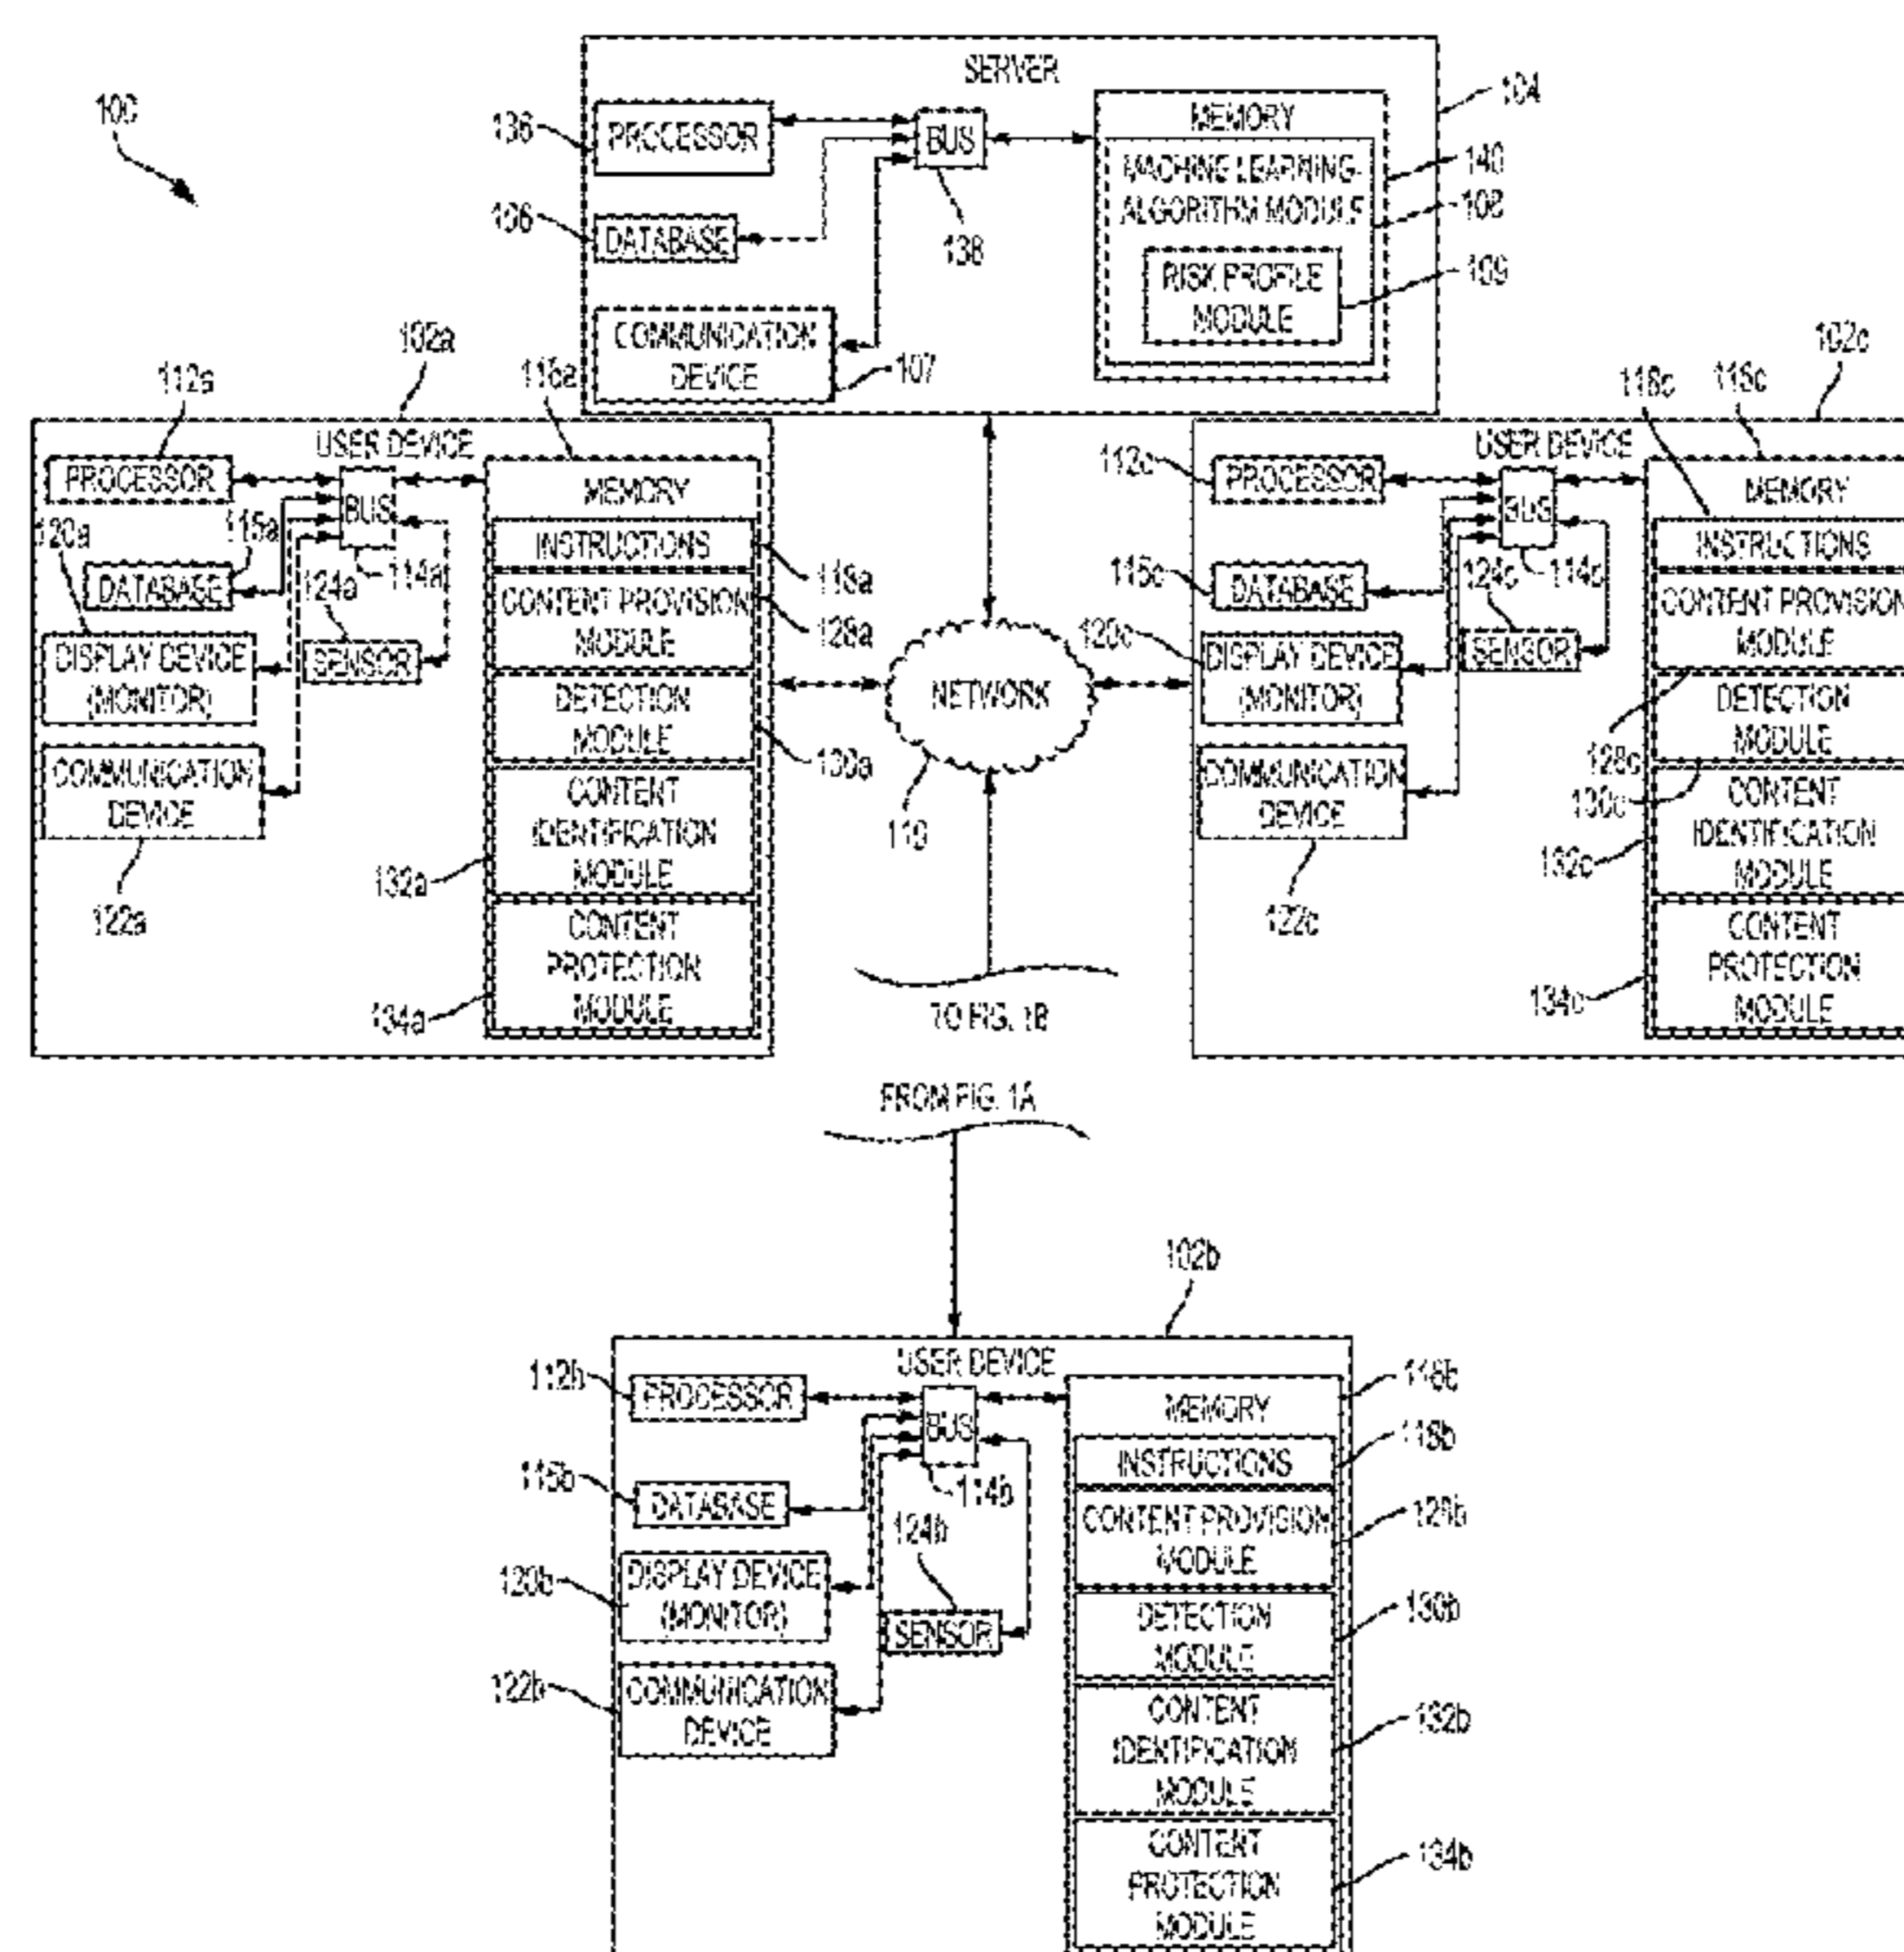 100
SERVER
104
136
PROCESSOR
BUS
138
MEMORY
140
MACHINE LEARNING-
ALGORITHM MODULE
108
106
DATABASE
RISK PROFILE
MODULE
109
COMMUNICATION
DEVICE
107
102a
112a
116a
USER DEVICE
PROCESSOR
BUS
MEMORY
120a
115a
INSTRUCTIONS
118a
DATABASE
124a
114a
CONTENT PROVISION
MODULE
128a
DISPLAY DEVICE
(MONITOR)
SENSOR
DETECTION
MODULE
130a
COMMUNICATION
DEVICE
CONTENT
IDENTIFICATION
MODULE
132a
122a
CONTENT
PROTECTION
MODULE
134a
NETWORK
TO FIG. 1B
102c
118c
116c
USER DEVICE
112c
PROCESSOR
BUS
MEMORY
INSTRUCTIONS
115c
DATABASE
124c
114c
CONTENT PROVISION
MODULE
120c
DISPLAY DEVICE
(MONITOR)
SENSOR
DETECTION
MODULE
128c
130c
COMMUNICATION
DEVICE
CONTENT
IDENTIFICATION
MODULE
132c
122c
CONTENT
PROTECTION
MODULE
134c
FROM FIG. 1A
102b
USER DEVICE
112b
PROCESSOR
BUS
MEMORY
116b
INSTRUCTIONS
118b
115b
DATABASE
114b
124b
CONTENT PROVISION
MODULE
128b
120b
DISPLAY DEVICE
(MONITOR)
SENSOR
DETECTION
MODULE
130b
122b
COMMUNICATION
DEVICE
CONTENT
IDENTIFICATION
MODULE
132b
CONTENT
PROTECTION
MODULE
134b